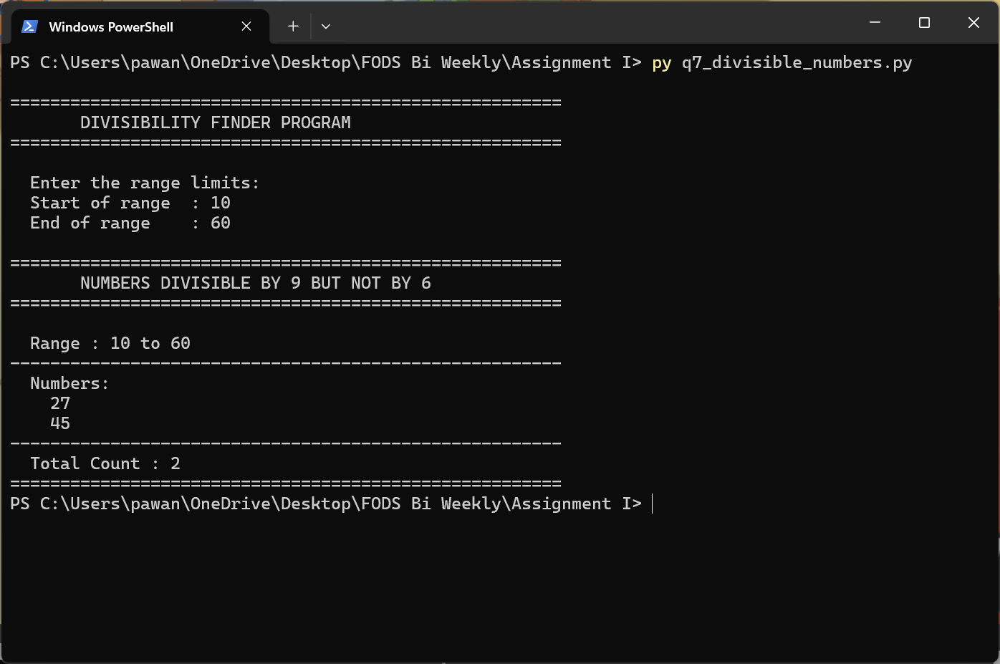 Windows PowerShell
PS C:\Users\pawan\OneDrive\Desktop\FODS Bi Weekly\Assignment I> py q7_divisible_numbers.py
=======================================================
DIVISIBILITY FINDER PROGRAM
=======================================================
Enter the range limits:
Start of range  : 10
End of range    : 60
=======================================================
NUMBERS DIVISIBLE BY 9 BUT NOT BY 6
=======================================================
Range : 10 to 60
-------------------------------------------------------
Numbers:
27
45
-------------------------------------------------------
Total Count : 2
=======================================================
PS C:\Users\pawan\OneDrive\Desktop\FODS Bi Weekly\Assignment I>